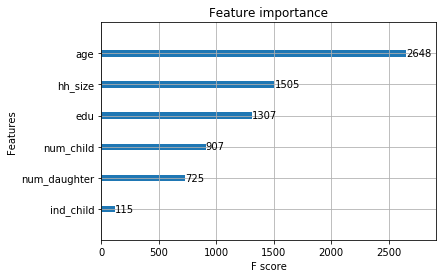 Feature importance
Features
age
2648
hh_size
1505
edu
1307
num_child
907
num_daughter
725
ind_child
115
0
500
1000
1500
2000
2500
F score